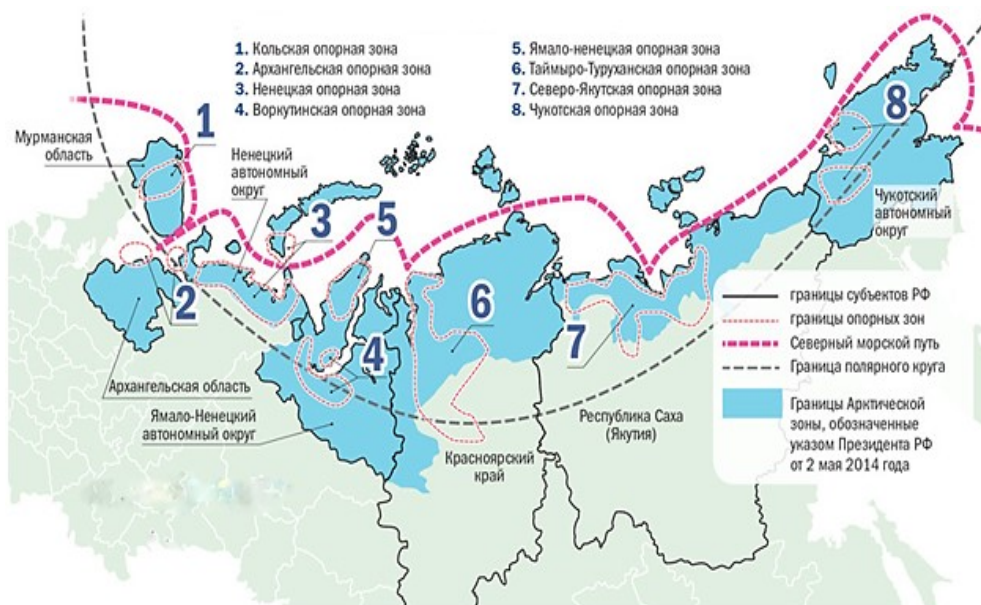 1. Кольская опорная зона
2. Архангельская опорная зона
3. Ненецкая опорная зона
4. Воркутинская опорная зона
5. Ямало-ненецкая опорная зона
6. Таймыро-Туруханская опорная зона
7. Северо-Якутская опорная зона
8. Чукотская опорная зона
1
Мурманская
область
Ненецкий
автономный
округ
3
5
8
Чукотский
автономный
округ
2
6
7
4
Архангельская область
Ямало-Ненецкий
автономный округ
Красноярский
край
Республика Саха
(Якутия)
границы субъектов РФ
границы опорных зон
Северный морской путь
Граница полярного круга
Границы Арктической
зоны, обозначенные
указом Президента РФ
от 2 мая 2014 года